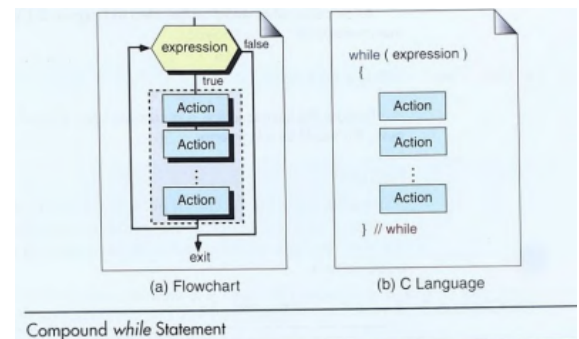 expression
false
true
Action
Action
⋮
Action
exit
(a) Flowchart
while ( expression )
{
Action
Action
⋮
Action
} // while
(b) C Language
Compound while Statement